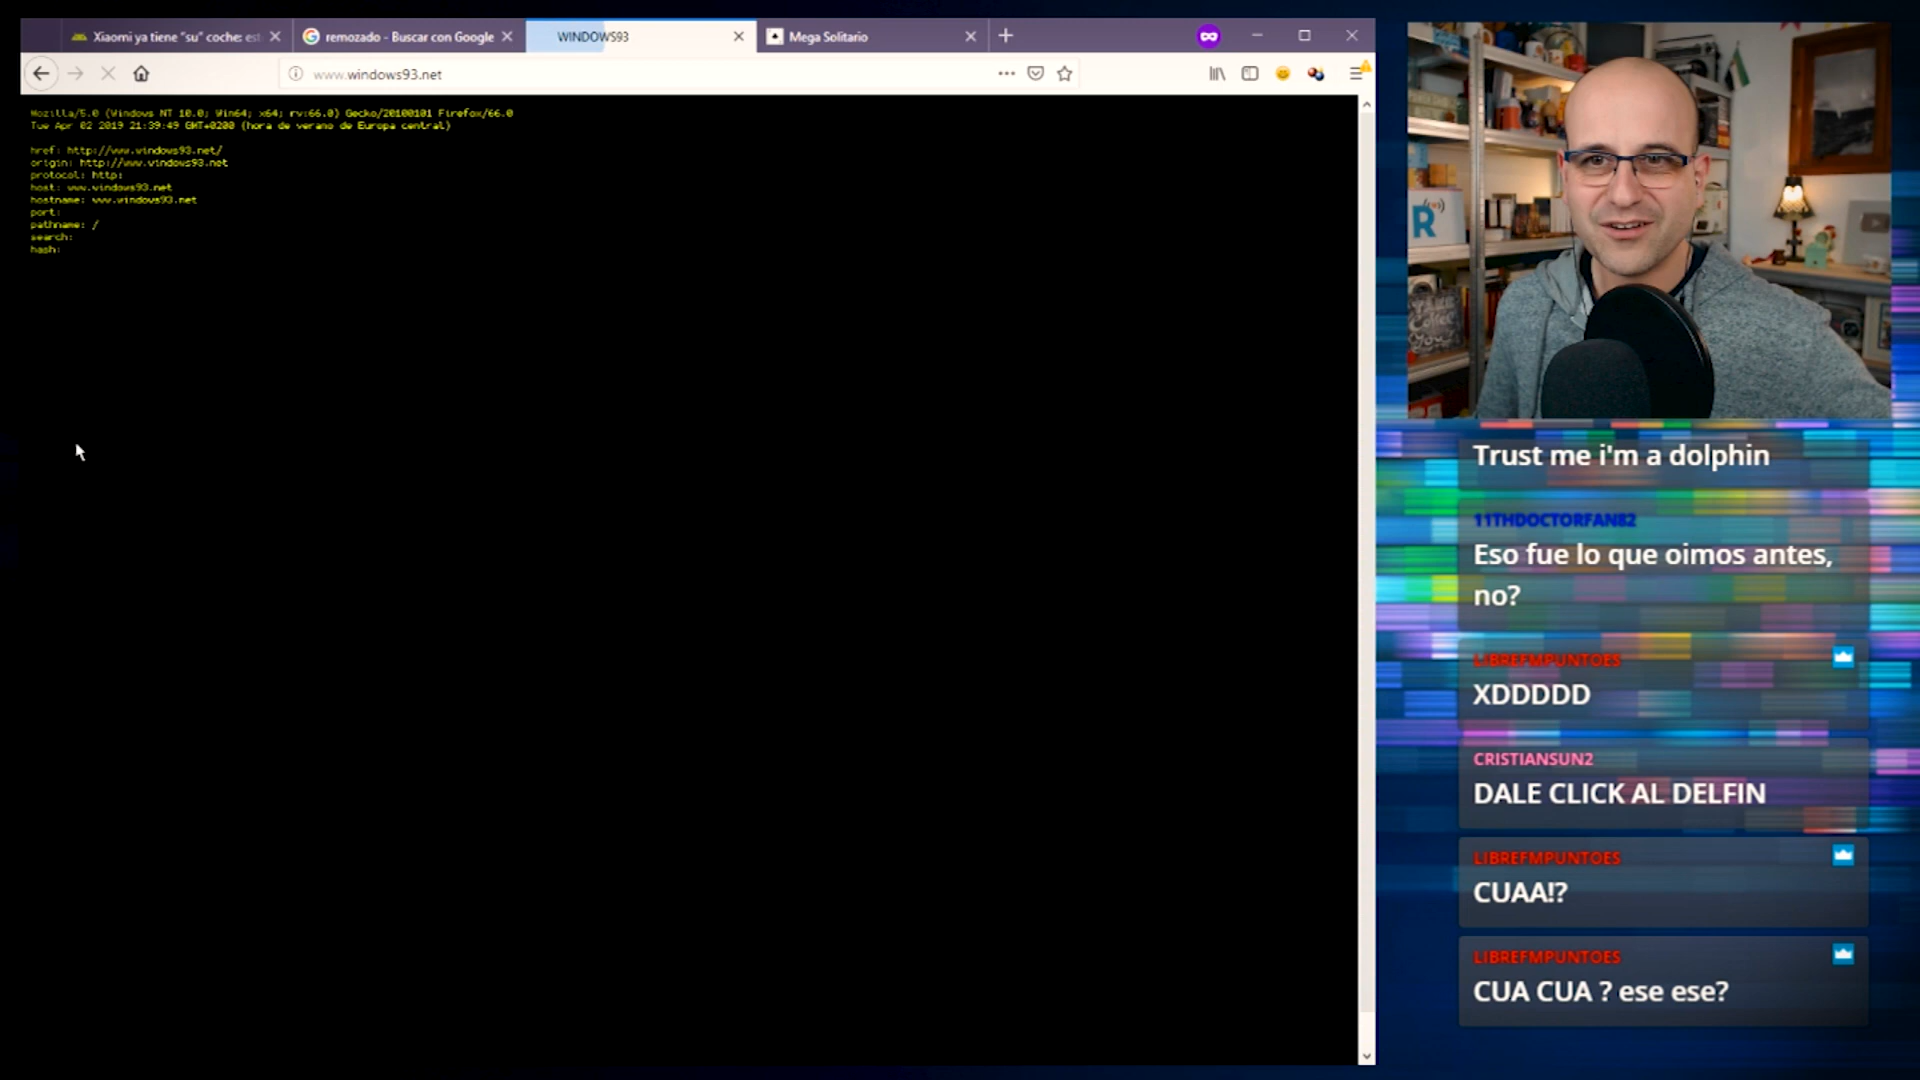 Xiaomi ya tiene "su" coche: est
remozado - Buscar con Google
WINDOWS93
Mega Solitario
www.windows93.net
Mozilla/5.0 (Windows NT 10.0; Win64; x64; rv:66.0) Gecko/20100101 Firefox/66.0
Tue Apr 02 2019 21:39:49 GMT+0200 (hora de verano de Europa central)
href: http://www.windows93.net/
origin: http://www.windows93.net
protocol: http:
host: www.windows93.net
hostname: www.windows93.net
port:
pathname: /
search:
hash:
R
Trust me i'm a dolphin
11THDOCTORFAN82
Eso fue lo que oimos antes,
no?
LIBREFMPUNTOES
XDDDDD
CRISTIANSUN2
DALE CLICK AL DELFIN
LIBREFMPUNTOES
CUAA!?
LIBREFMPUNTOES
CUA CUA ? ese ese?